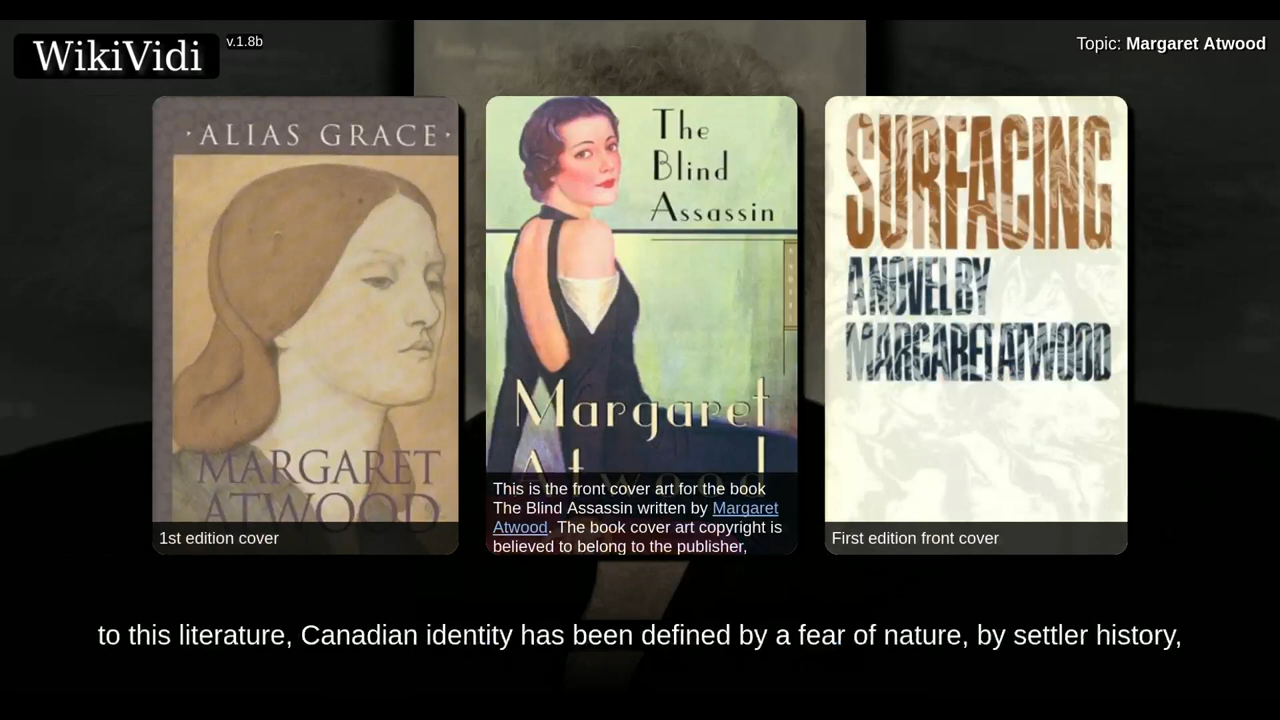 WikiVidi v.1.8b
Topic: Margaret Atwood
· ALIAS GRACE ·
MARGARET
ATWOOD
1st edition cover
The
Blind
Assassin
Margaret
Atwood
This is the front cover art for the book
The Blind Assassin written by Margaret
Atwood. The book cover art copyright is
believed to belong to the publisher,
SURFACING
A NOVEL BY
MARGARET ATWOOD
First edition front cover
to this literature, Canadian identity has been defined by a fear of nature, by settler history,